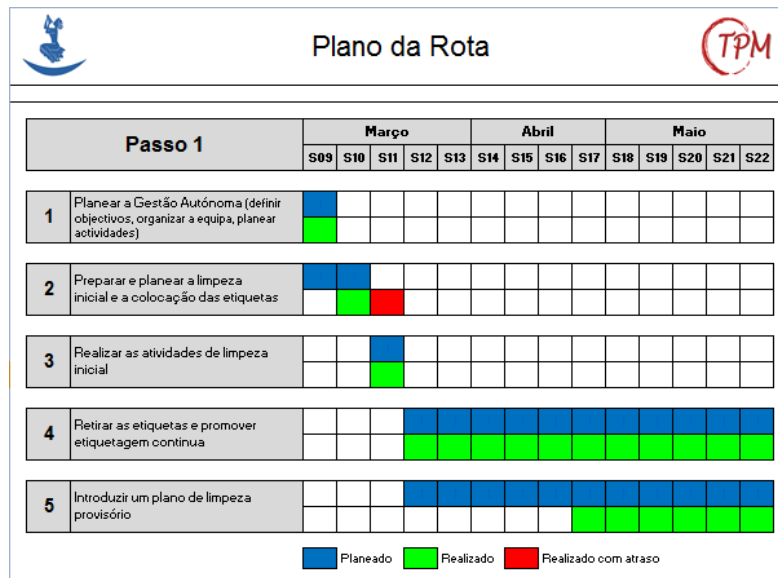 Plano da Rota
TPM
Passo 1
Março Abril Maio
S09 S10 S11 S12 S13 S14 S15 S16 S17 S18 S19 S20 S21 S22
1
Planear a Gestão Autónoma (definir
objectivos, organizar a equipa, planear
actividades)
2
Preparar e planear a limpeza
inicial e a colocação das etiquetas
3
Realizar as atividades de limpeza
inicial
4
Retirar as etiquetas e promover
etiquetagem continua
5
Introduzir um plano de limpeza
provisório
Planeado Realizado Realizado com atraso